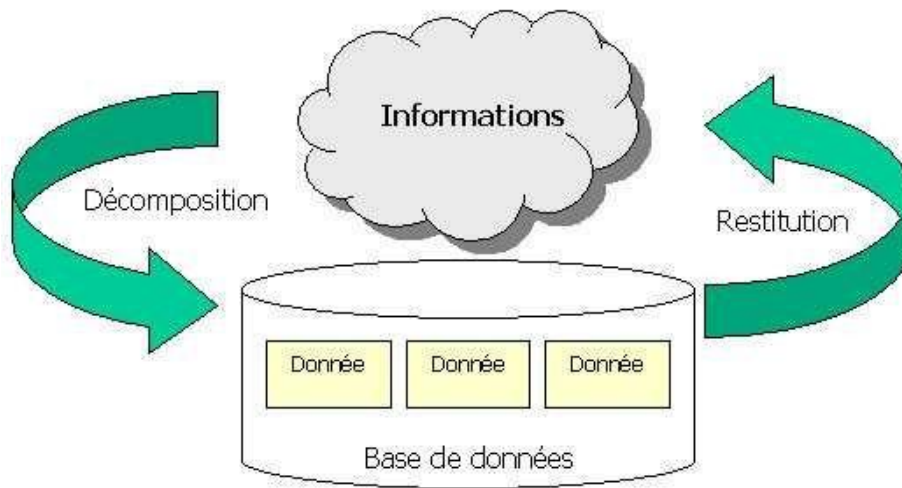 Informations
Décomposition
Restitution
Donnée
Donnée
Donnée
Base de données